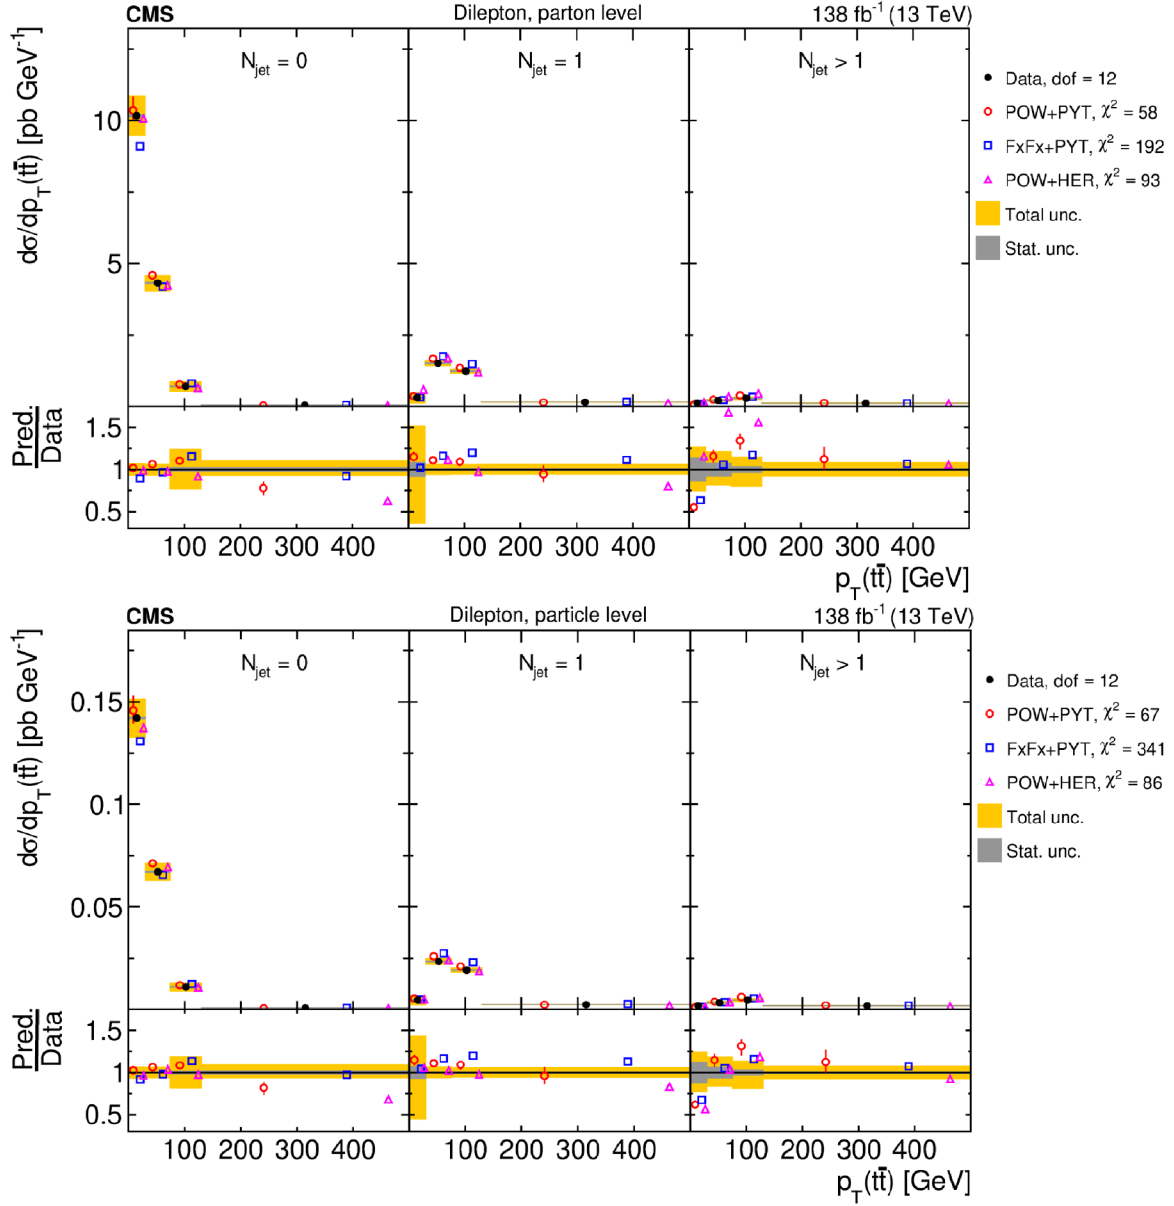 CMS Dilepton, parton level 138 fb⁻¹ (13 TeV)
dσ/dp_T(tt̄) [pb GeV⁻¹]
N_jet = 0 N_jet = 1 N_jet > 1
10
5
Data, dof = 12
POW+PYT, χ² = 58
FxFx+PYT, χ² = 192
POW+HER, χ² = 93
Total unc.
Stat. unc.
Pred.
Data
1.5
1
0.5
100 200 300 400 100 200 300 400 100 200 300 400
p_T(tt̄) [GeV]
CMS Dilepton, particle level 138 fb⁻¹ (13 TeV)
dσ/dp_T(tt̄) [pb GeV⁻¹]
N_jet = 0 N_jet = 1 N_jet > 1
0.15
0.1
0.05
Data, dof = 12
POW+PYT, χ² = 67
FxFx+PYT, χ² = 341
POW+HER, χ² = 86
Total unc.
Stat. unc.
Pred.
Data
1.5
1
0.5
100 200 300 400 100 200 300 400 100 200 300 400
p_T(tt̄) [GeV]